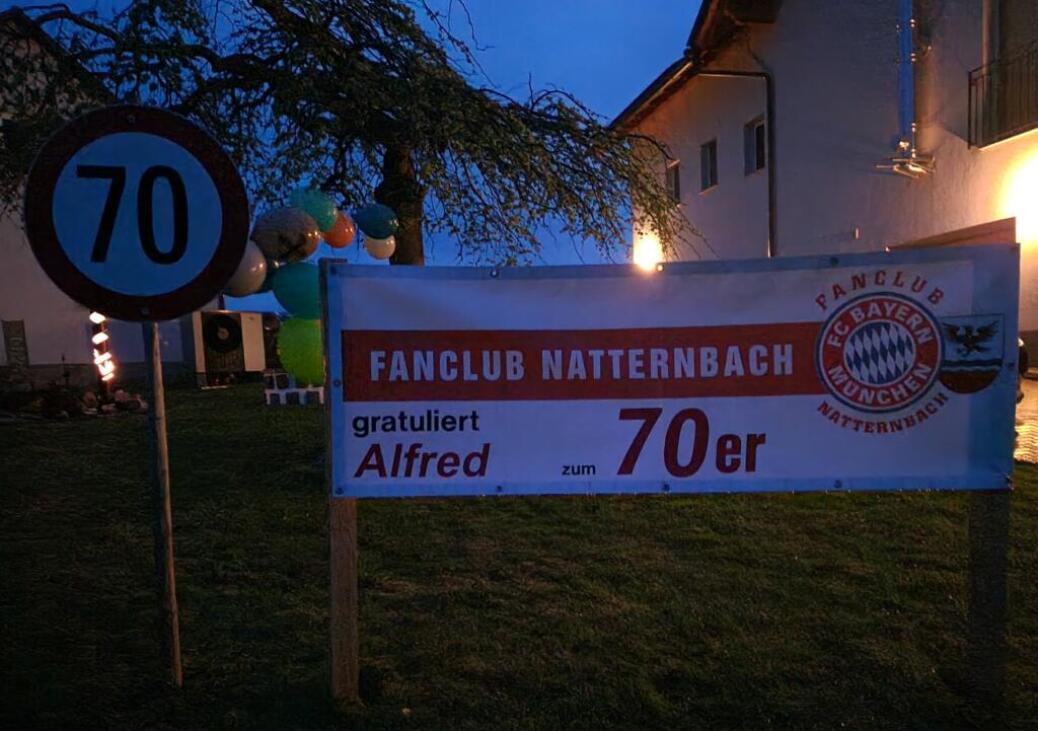 70
FANCLUB NATTERNBACH
gratuliert
Alfred zum 70er
FANCLUB
FC BAYERN
MÜNCHEN
NATTERNBACH